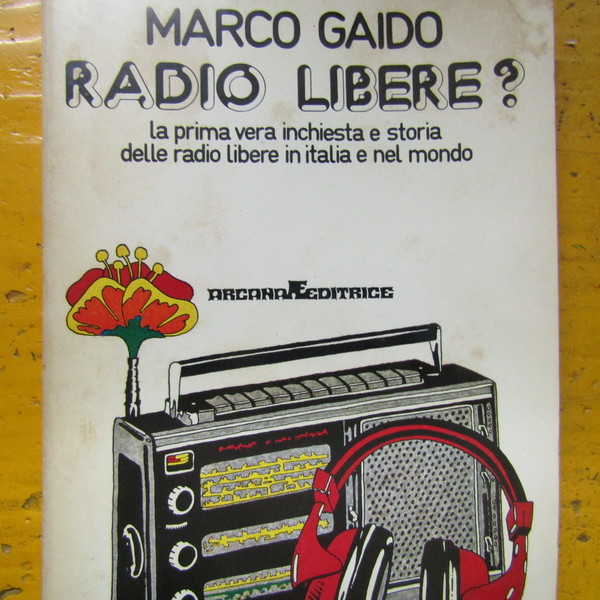 MARCO GAIDO
RADIO LIBERE?
la prima vera inchiesta e storia
delle radio libere in italia e nel mondo
ARCANA Æ EDITRICE